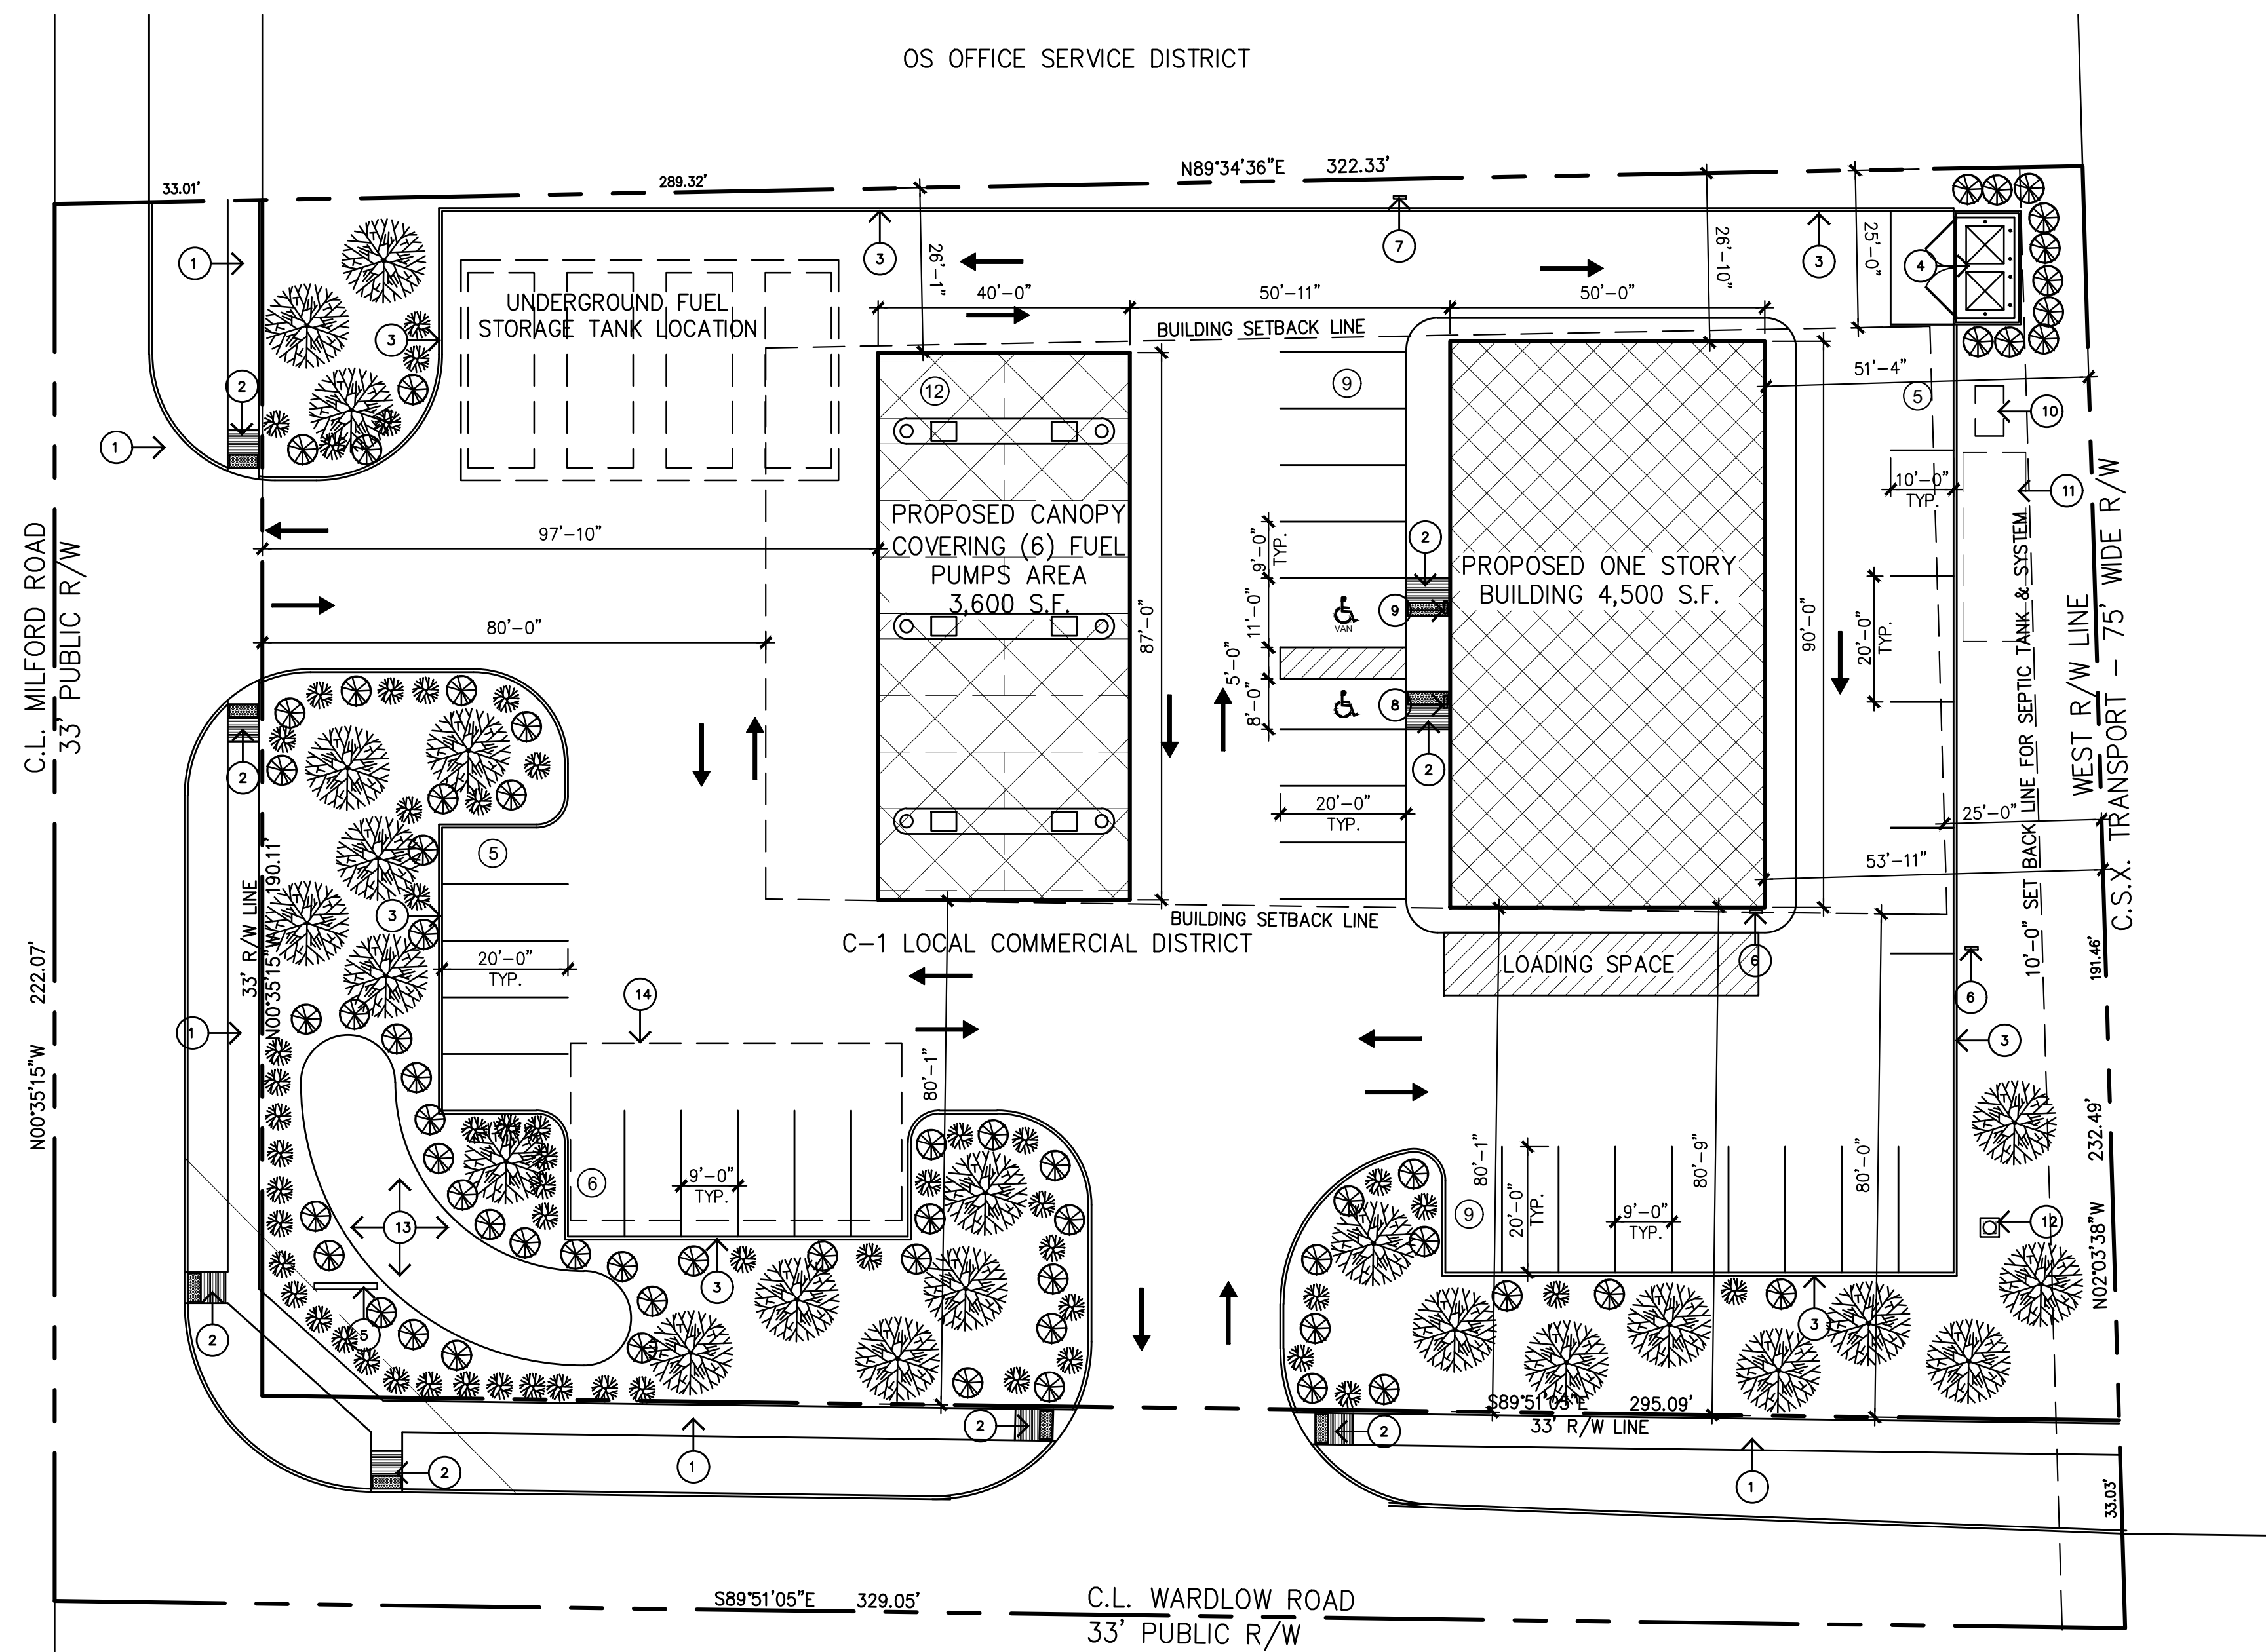 OS OFFICE SERVICE DISTRICT
N89°34'36"E 322.33'
33.01'
289.32'
1
3
7
3
4
26'-1"
26'-10"
25'-0"
UNDERGROUND FUEL
STORAGE TANK LOCATION
40'-0"
50'-11"
50'-0"
BUILDING SETBACK LINE
3
2
1
12
9
5
51'-4"
10
11
10'-0"
TYP.
C.L. MILFORD ROAD
33' PUBLIC R/W
97'-10"
80'-0"
PROPOSED CANOPY
COVERING (6) FUEL
PUMPS AREA
3,600 S.F.
87'-0"
9'-0"
TYP.
11'-0"
5'-0"
8'-0"
VAN
2
9
8
2
PROPOSED ONE STORY
BUILDING 4,500 S.F.
90'-0"
20'-0"
TYP.
10'-0" SET BACK LINE FOR SEPTIC TANK & SYSTEM
WEST R/W LINE
C.S.X. TRANSPORT - 75' WIDE R/W
2
20'-0"
TYP.
25'-0"
53'-11"
5
33' R/W LINE
N00°35'15"W 190.11'
3
20'-0"
TYP.
BUILDING SETBACK LINE
C-1 LOCAL COMMERCIAL DISTRICT
LOADING SPACE
6
6
191.46'
N00°35'15"W 222.07'
1
14
3
80'-1"
6
9'-0"
TYP.
80'-1"
20'-0"
TYP.
9'-0"
TYP.
80'-9"
80'-0"
9
N02°03'38"W 232.49'
12
13
3
5
2
3
S89°51'05"E 295.09'
33' R/W LINE
2
2
2
1
1
33.03'
S89°51'05"E 329.05'
C.L. WARDLOW ROAD
33' PUBLIC R/W